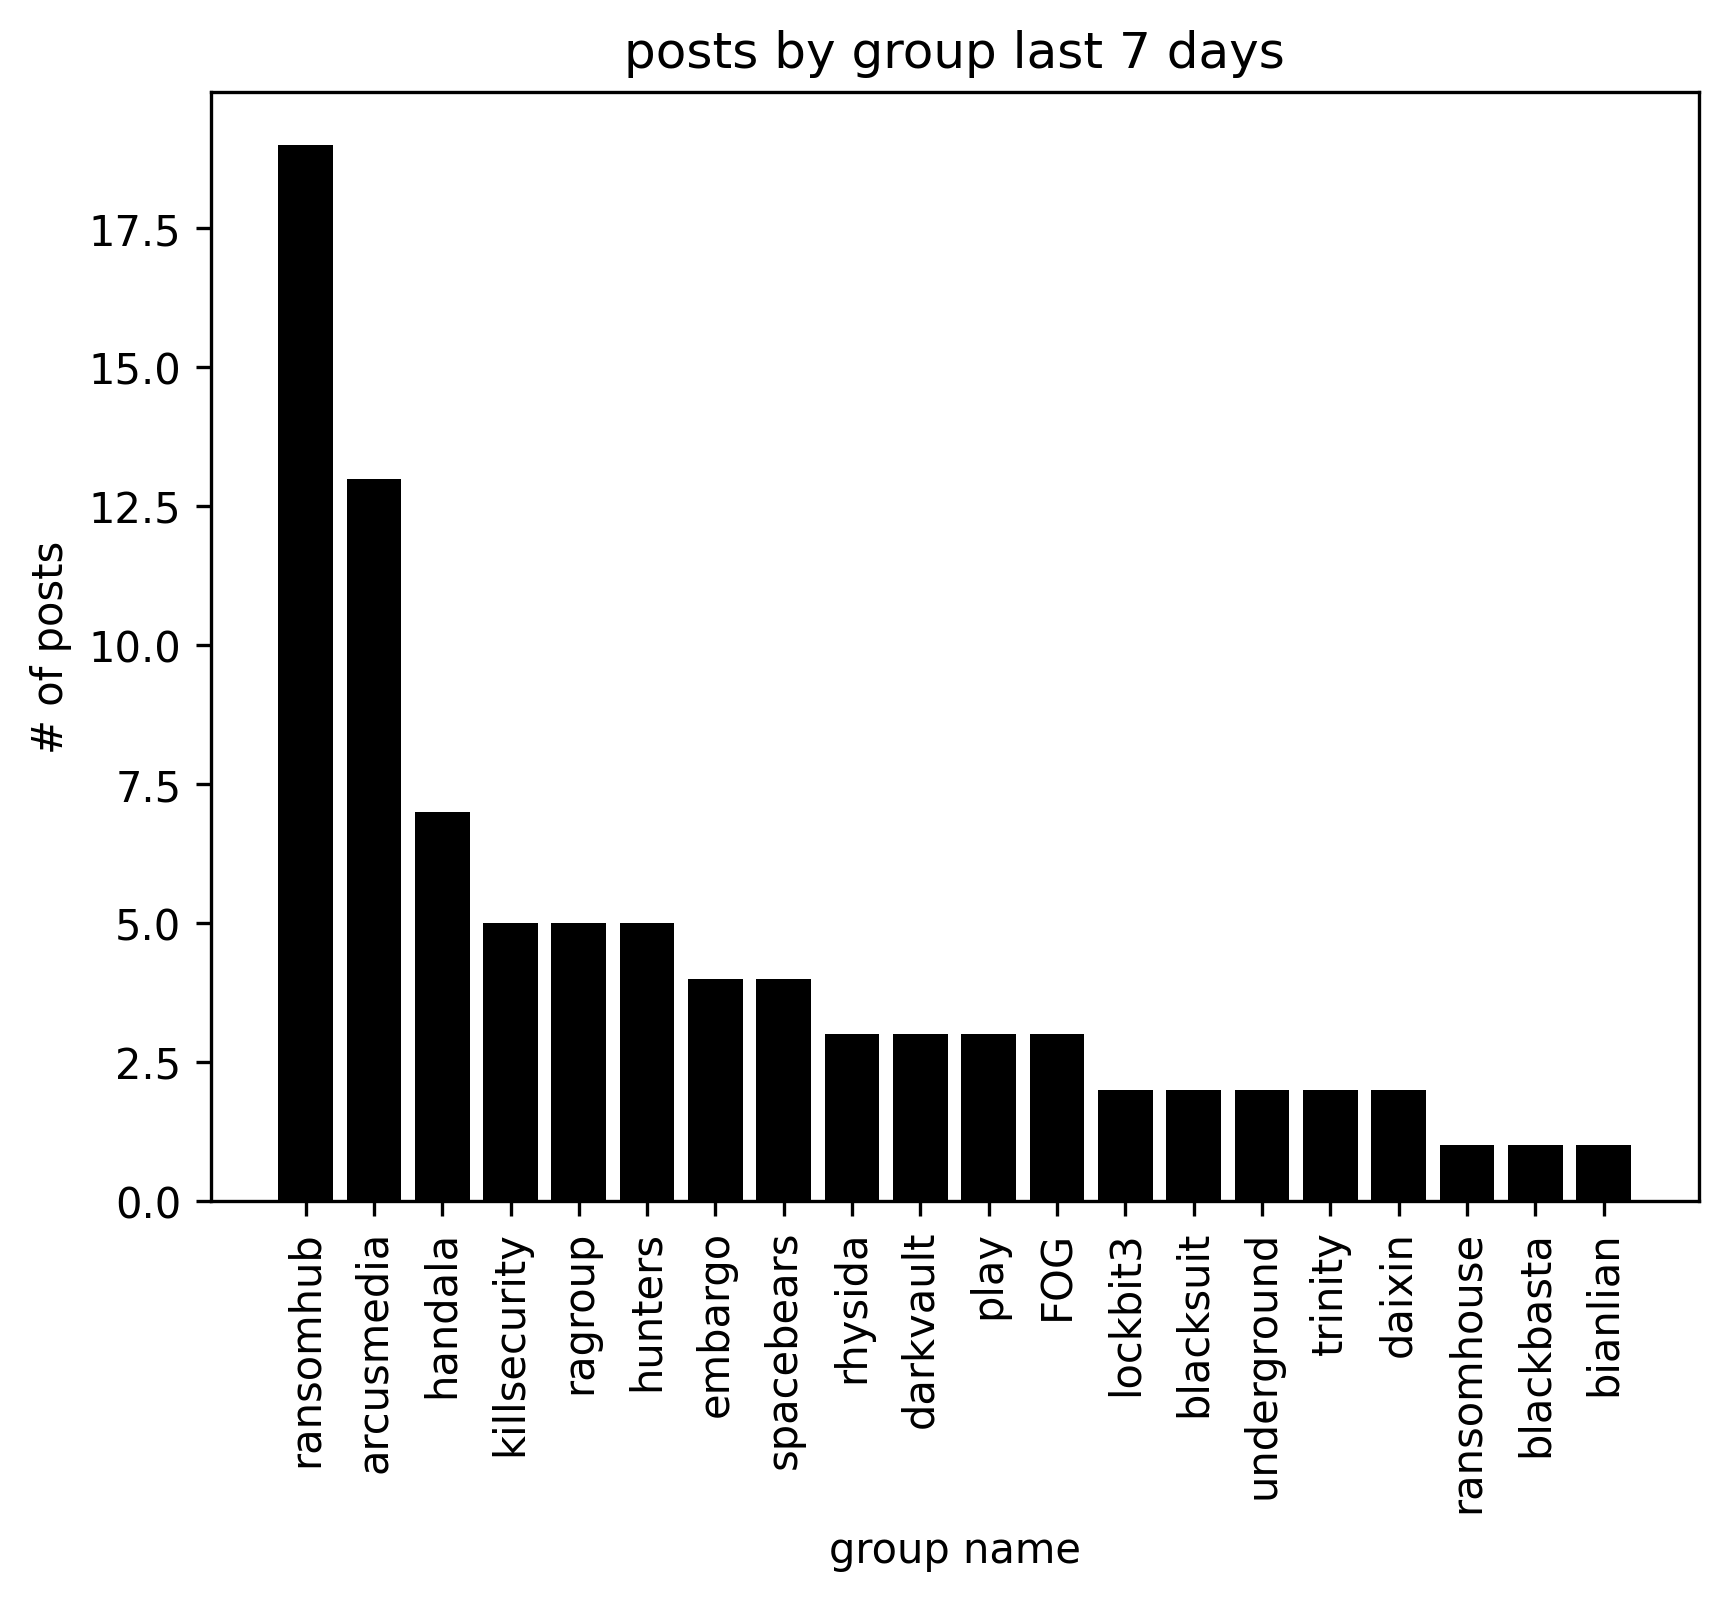 posts by group last 7 days
# of posts
17.5
15.0
12.5
10.0
7.5
5.0
2.5
0.0
ransomhub
arcusmedia
handala
killsecurity
ragroup
hunters
embargo
spacebears
rhysida
darkvault
play
FOG
lockbit3
blacksuit
underground
trinity
daixin
ransomhouse
blackbasta
bianlian
group name